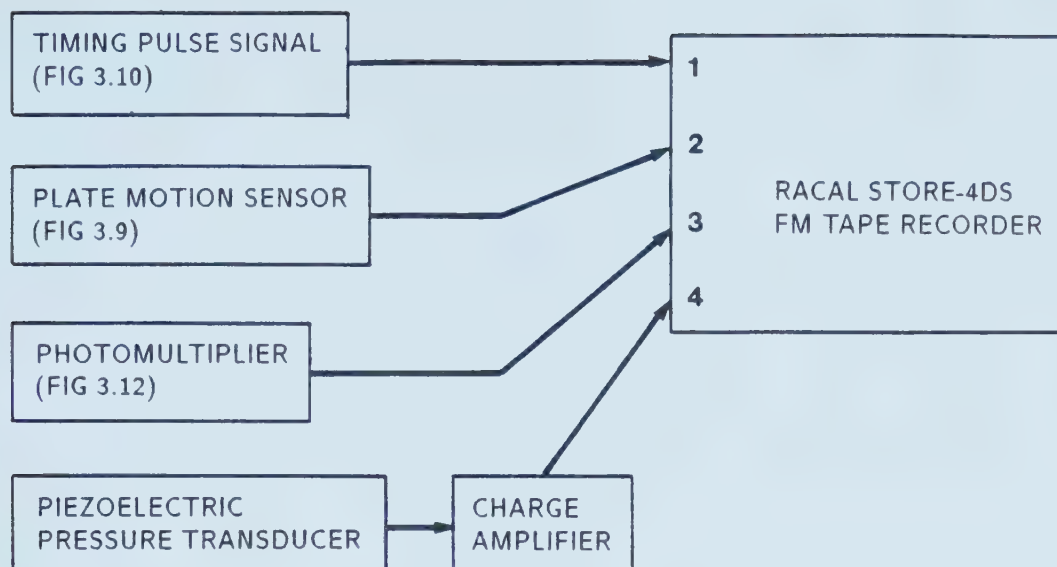 TIMING PULSE SIGNAL
(FIG 3.10)
PLATE MOTION SENSOR
(FIG 3.9)
PHOTOMULTIPLIER
(FIG 3.12)
PIEZOELECTRIC
PRESSURE TRANSDUCER
CHARGE
AMPLIFIER
1
2
3
4
RACAL STORE-4DS
FM TAPE RECORDER